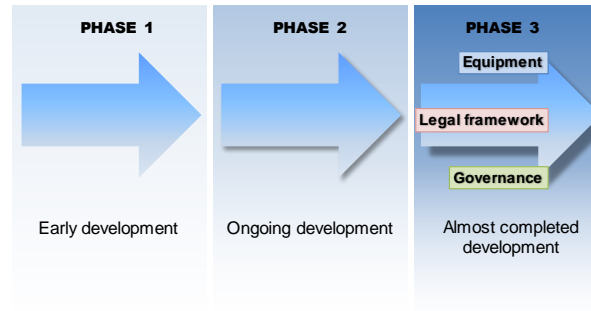 PHASE 1
PHASE 2
PHASE 3
Equipment
Legal framework
Governance
Early development
Ongoing development
Almost completed
development